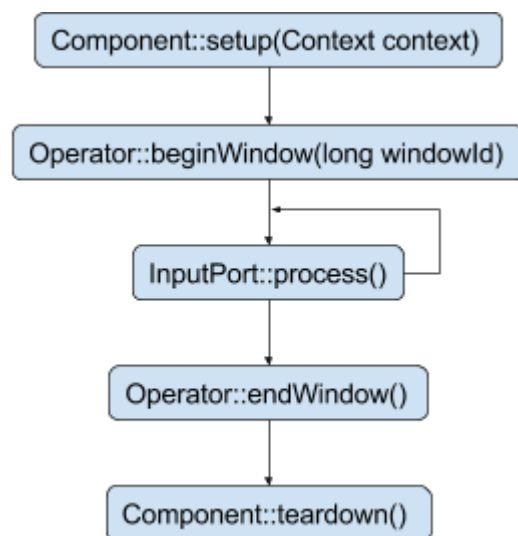 Component::setup(Context context)
Operator::beginWindow(long windowId)
InputPort::process()
Operator::endWindow()
Component::teardown()